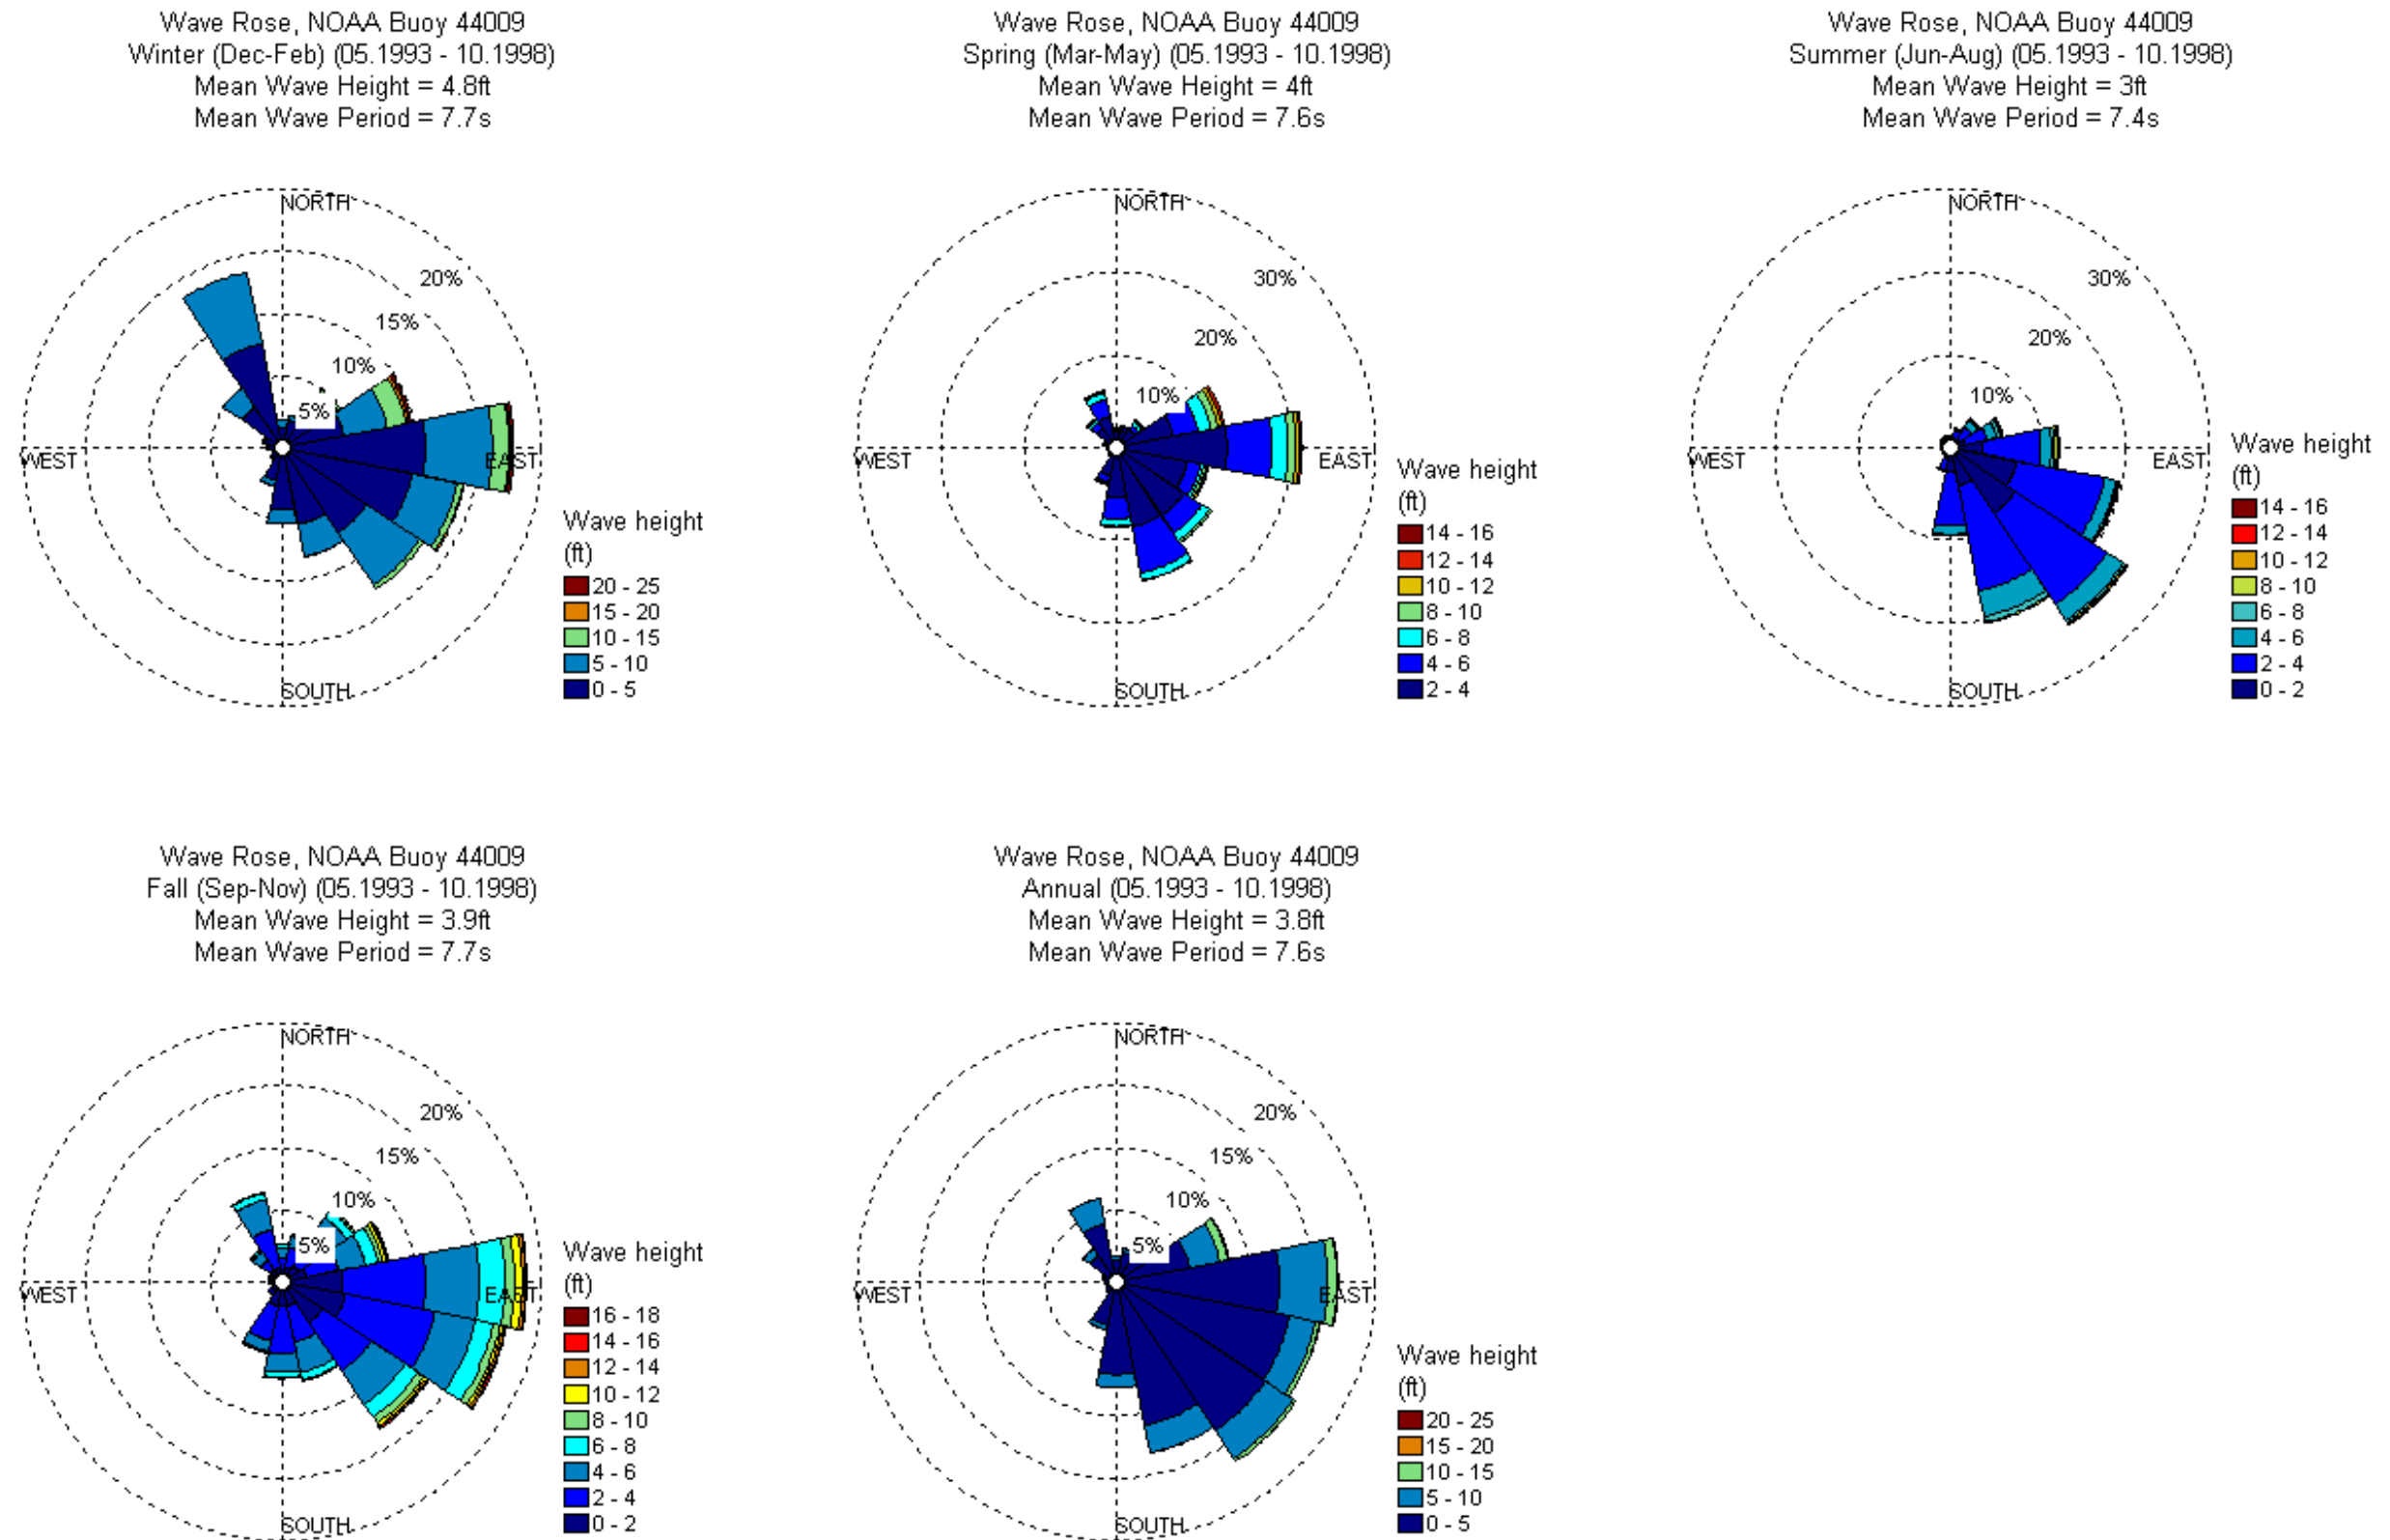 Wave Rose, NOAA Buoy 44009
Winter (Dec-Feb) (05.1993 - 10.1998)
Mean Wave Height = 4.8ft
Mean Wave Period = 7.7s
NORTH
20%
15%
10%
5%
WEST
EAST
SOUTH
Wave height
(ft)
20 - 25
15 - 20
10 - 15
5 - 10
0 - 5
Wave Rose, NOAA Buoy 44009
Spring (Mar-May) (05.1993 - 10.1998)
Mean Wave Height = 4ft
Mean Wave Period = 7.6s
NORTH
30%
20%
10%
WEST
EAST
SOUTH
Wave height
(ft)
14 - 16
12 - 14
10 - 12
8 - 10
6 - 8
4 - 6
2 - 4
Wave Rose, NOAA Buoy 44009
Summer (Jun-Aug) (05.1993 - 10.1998)
Mean Wave Height = 3ft
Mean Wave Period = 7.4s
NORTH
30%
20%
10%
WEST
EAST
SOUTH
Wave height
(ft)
14 - 16
12 - 14
10 - 12
8 - 10
6 - 8
4 - 6
2 - 4
0 - 2
Wave Rose, NOAA Buoy 44009
Fall (Sep-Nov) (05.1993 - 10.1998)
Mean Wave Height = 3.9ft
Mean Wave Period = 7.7s
NORTH
20%
15%
10%
5%
WEST
EAST
SOUTH
Wave height
(ft)
16 - 18
14 - 16
12 - 14
10 - 12
8 - 10
6 - 8
4 - 6
2 - 4
0 - 2
Wave Rose, NOAA Buoy 44009
Annual (05.1993 - 10.1998)
Mean Wave Height = 3.8ft
Mean Wave Period = 7.6s
NORTH
20%
15%
10%
5%
WEST
EAST
SOUTH
Wave height
(ft)
20 - 25
15 - 20
10 - 15
5 - 10
0 - 5